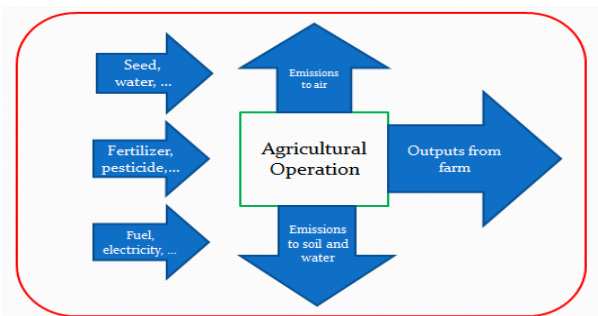 Seed,
water, ...
Fertilizer,
pesticide,...
Fuel,
electricity, ...
Emissions
to air
Agricultural
Operation
Emissions
to soil and
water
Outputs from
farm